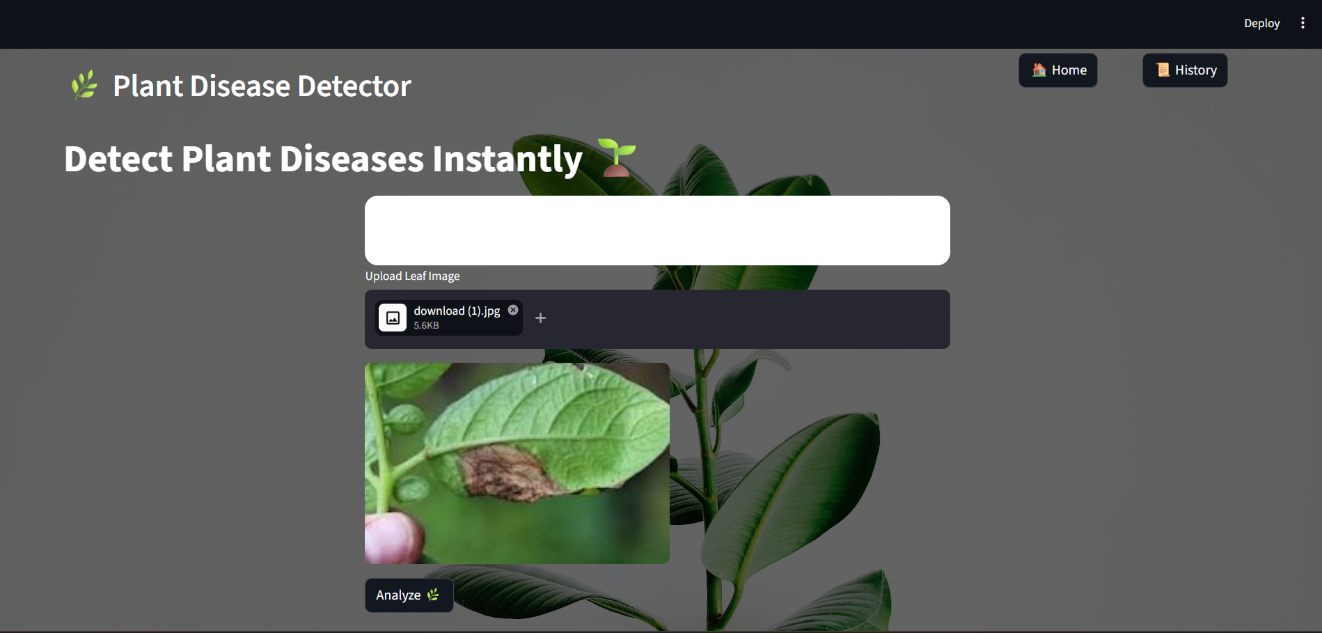 Deploy
Plant Disease Detector
Home
History
Detect Plant Diseases Instantly
Upload Leaf Image
download (1).jpg
5.6KB
Analyze